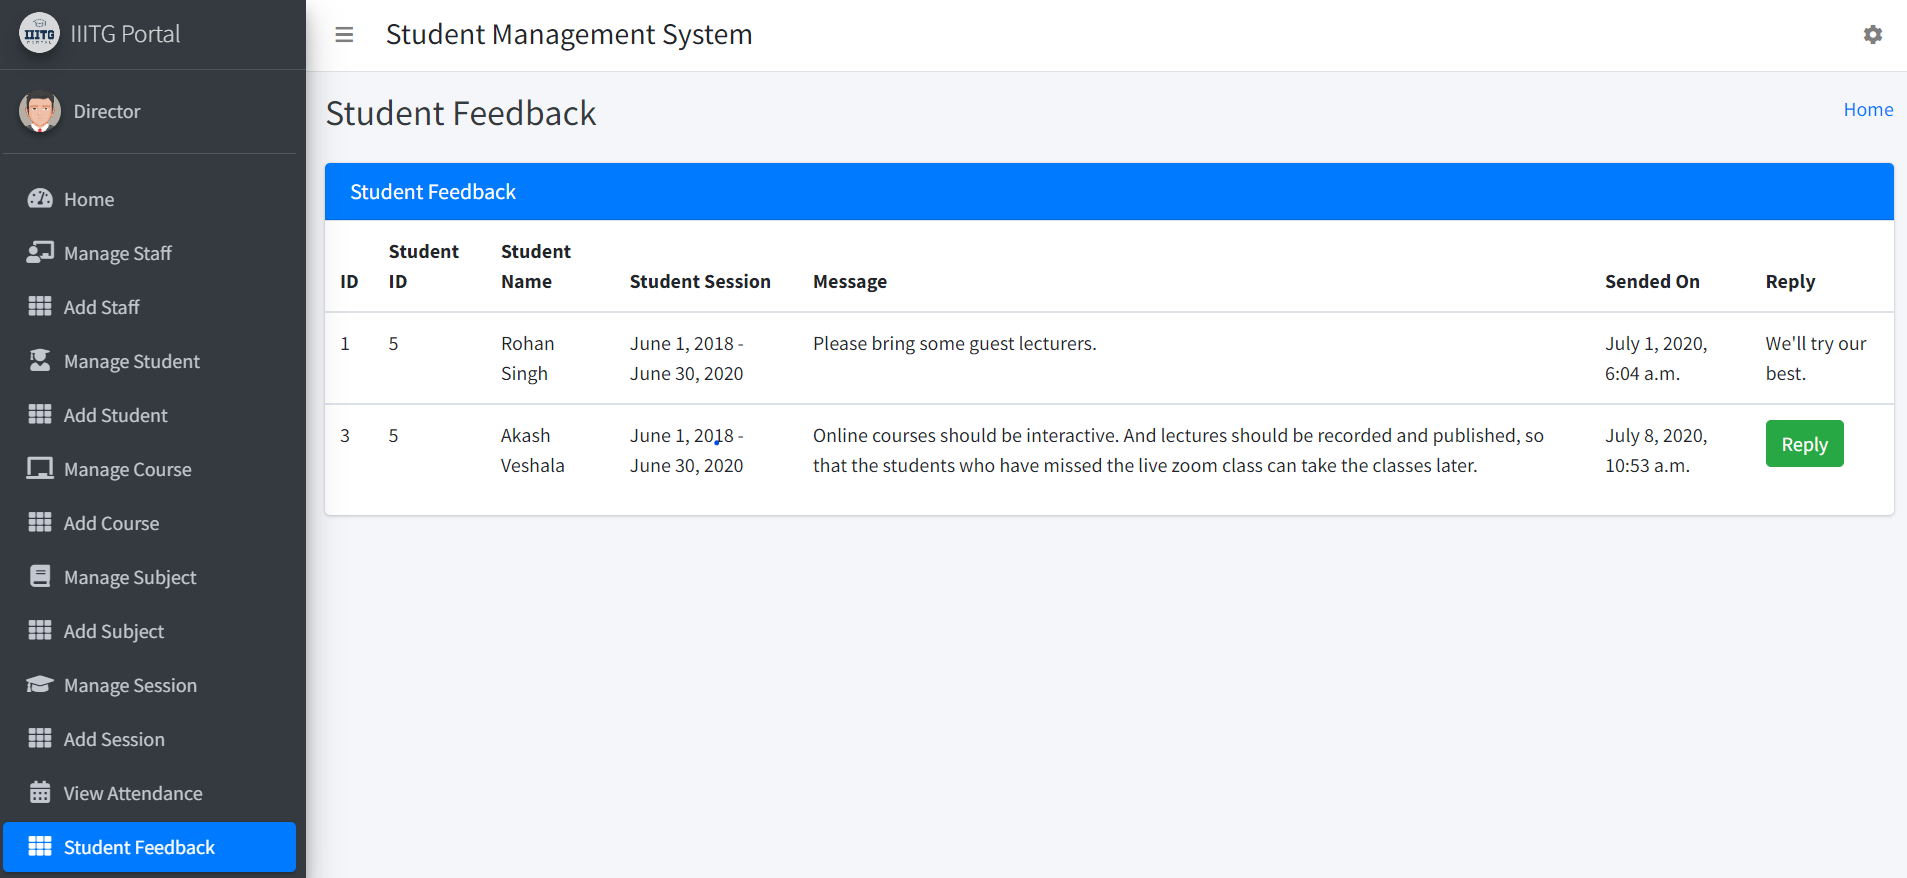 IIITG Portal
Student Management System
Director
Student Feedback
Home
Home
Manage Staff
Add Staff
Manage Student
Add Student
Manage Course
Add Course
Manage Subject
Add Subject
Manage Session
Add Session
View Attendance
Student Feedback
Student Feedback
ID
Student
ID
Student
Name
Student Session
Message
Sended On
Reply
1
5
Rohan
Singh
June 1, 2018 -
June 30, 2020
Please bring some guest lecturers.
July 1, 2020,
6:04 a.m.
We'll try our
best.
3
5
Akash
Veshala
June 1, 2018 -
June 30, 2020
Online courses should be interactive. And lectures should be recorded and published, so
that the students who have missed the live zoom class can take the classes later.
July 8, 2020,
10:53 a.m.
Reply